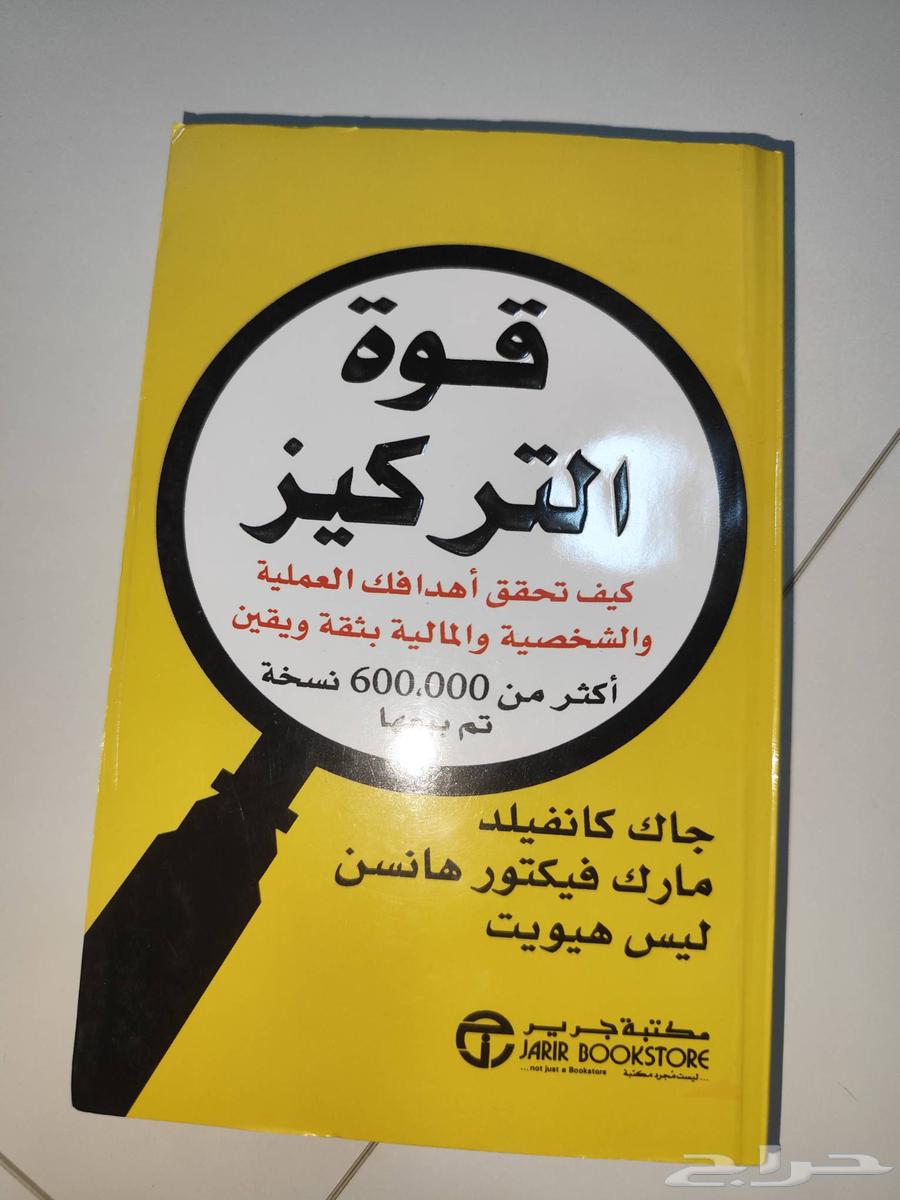 قوة
التركيز
كيف تحقق أهدافك العملية
والشخصية والمالية بثقة ويقين
أكثر من 600,000 نسخة
تم بيعها
جاك كانفيلد
مارك فيكتور هانسن
ليس هيويت
مكتبة جرير
JARIR BOOKSTORE
...not just a Bookstore ليست مجرد مكتبة...
حراج